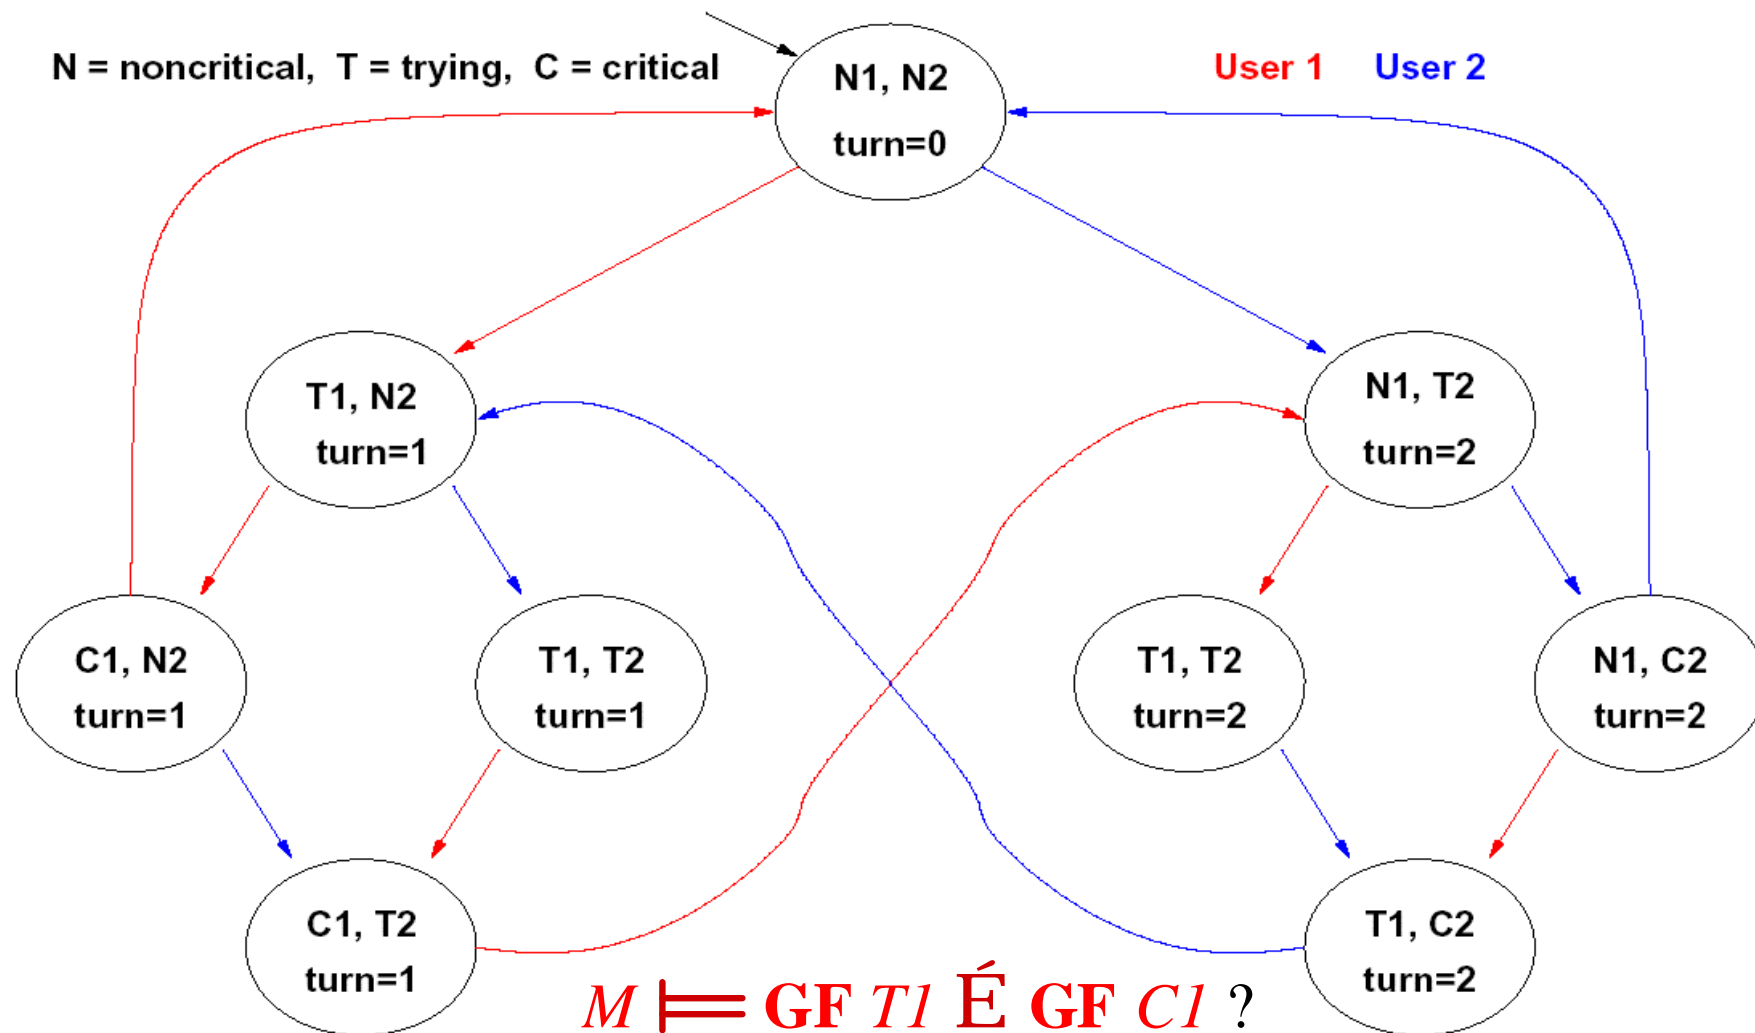 N = noncritical, T = trying, C = critical
User 1 User 2
N1, N2
turn=0
T1, N2
turn=1
N1, T2
turn=2
C1, N2
turn=1
T1, T2
turn=1
T1, T2
turn=2
N1, C2
turn=2
C1, T2
turn=1
T1, C2
turn=2
M ⊨ GF T1 É GF C1 ?